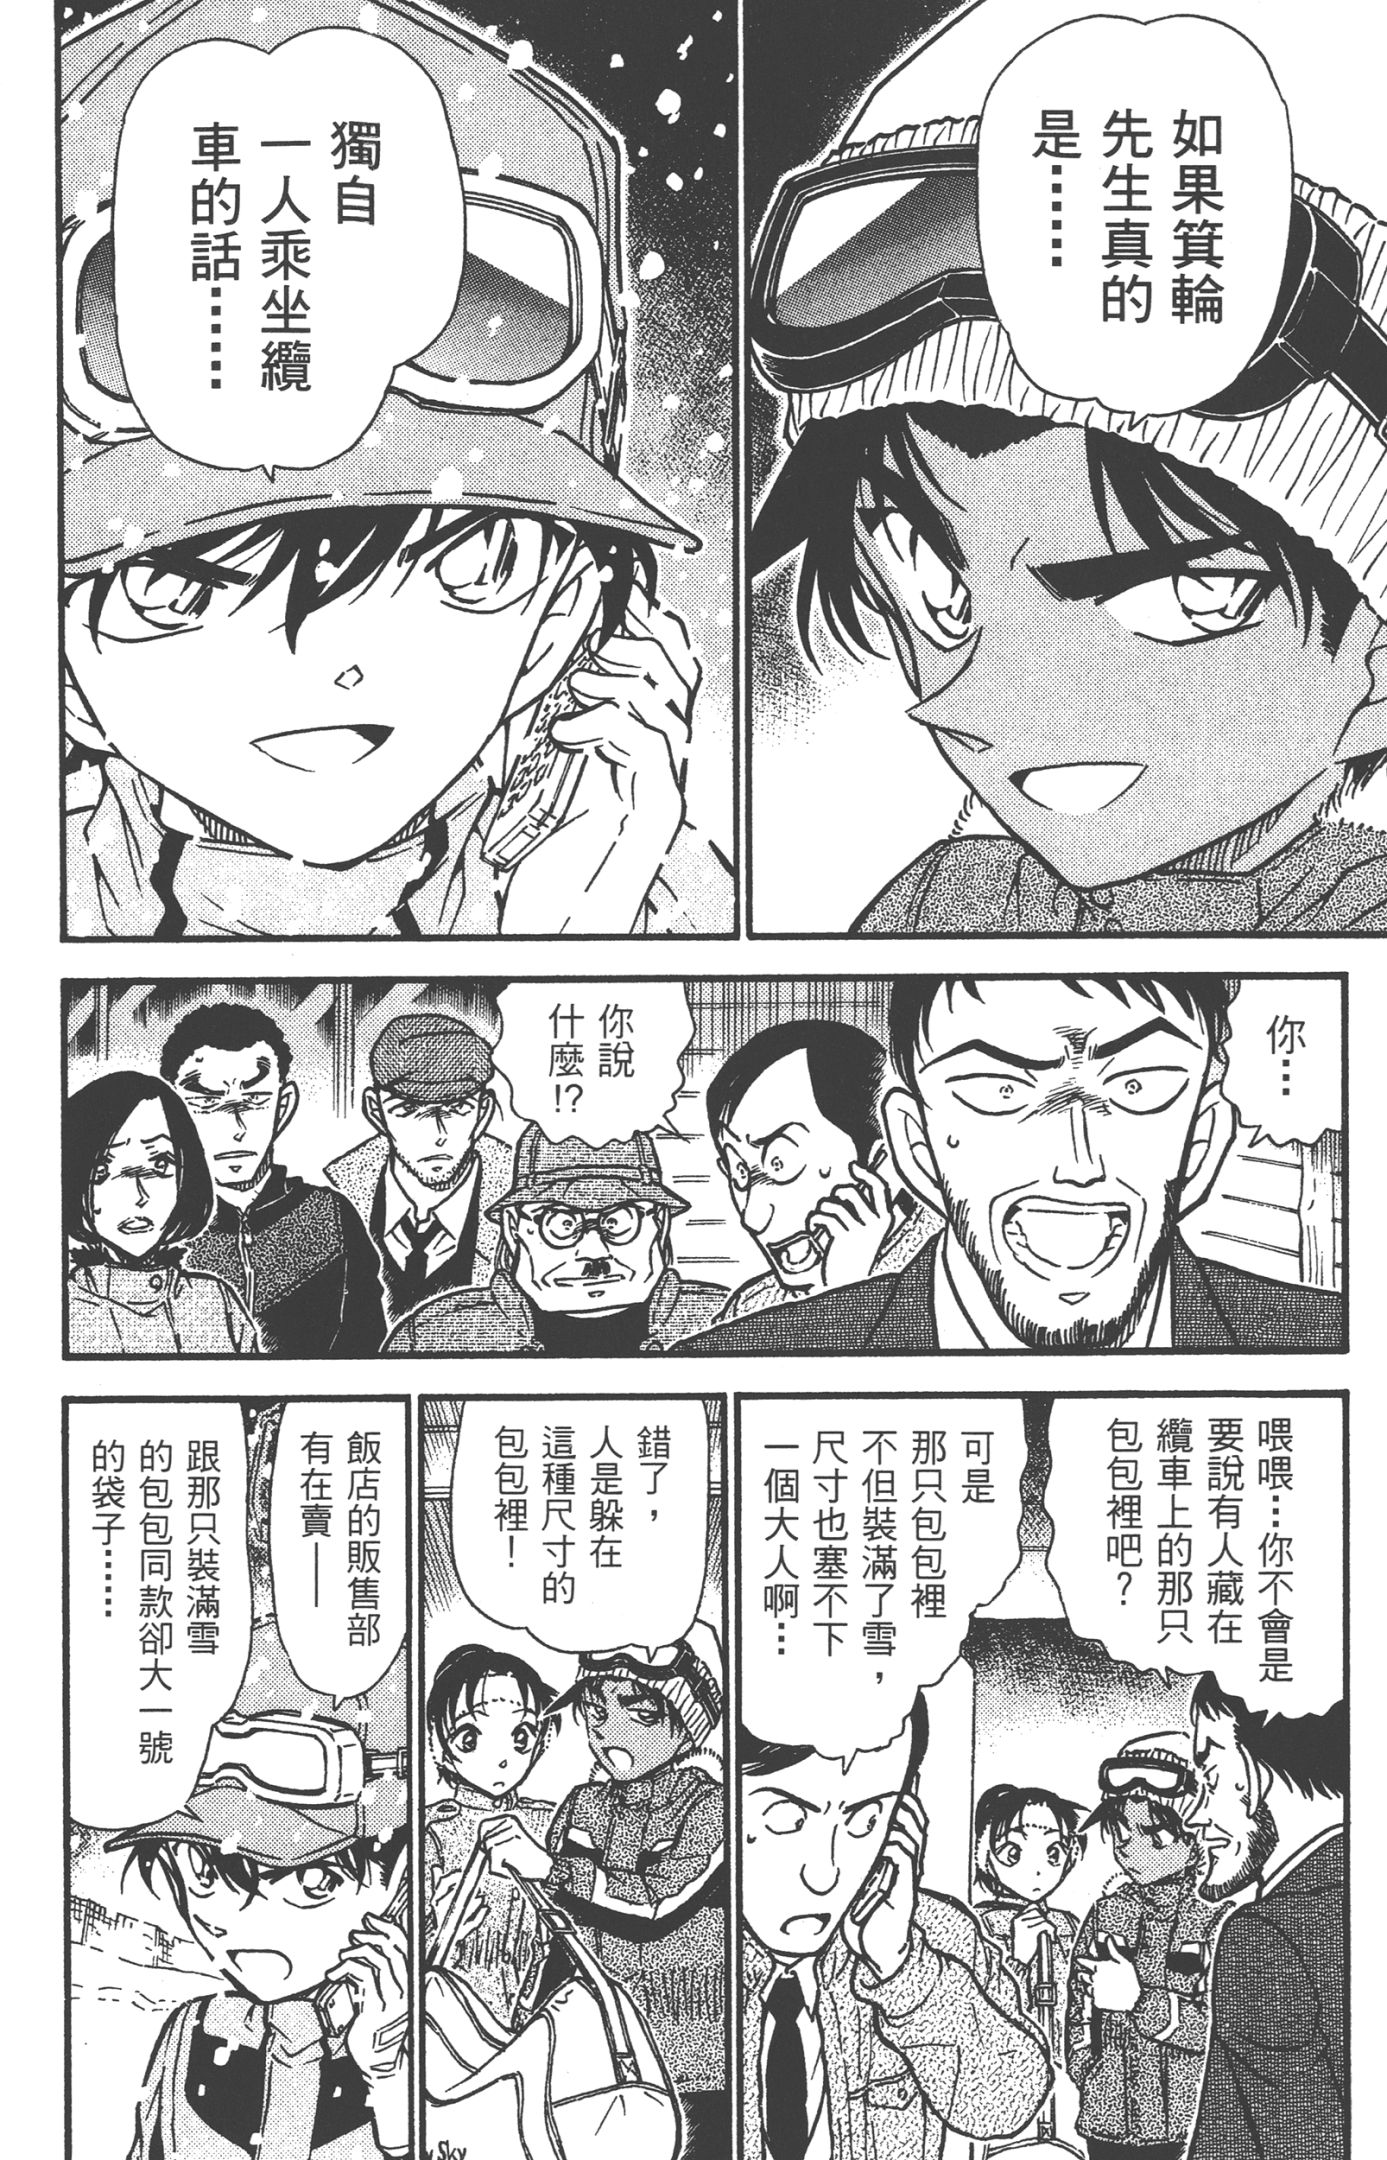 如果箕輪
先生真的
是……
獨自
一人乘坐纜
車的話……
你…
你說
什麼!?
喂喂…你不會是
要說有人藏在
纜車上的那只
包包裡吧?
可是
那只包包裡
不但裝滿了雪,
尺寸也塞不下
一個大人啊…
錯了,
人是躲在
這種尺寸的
包包裡!
飯店的販售部
有在賣——
跟那只裝滿雪
的包包同款卻大一號
的袋子……
Sky